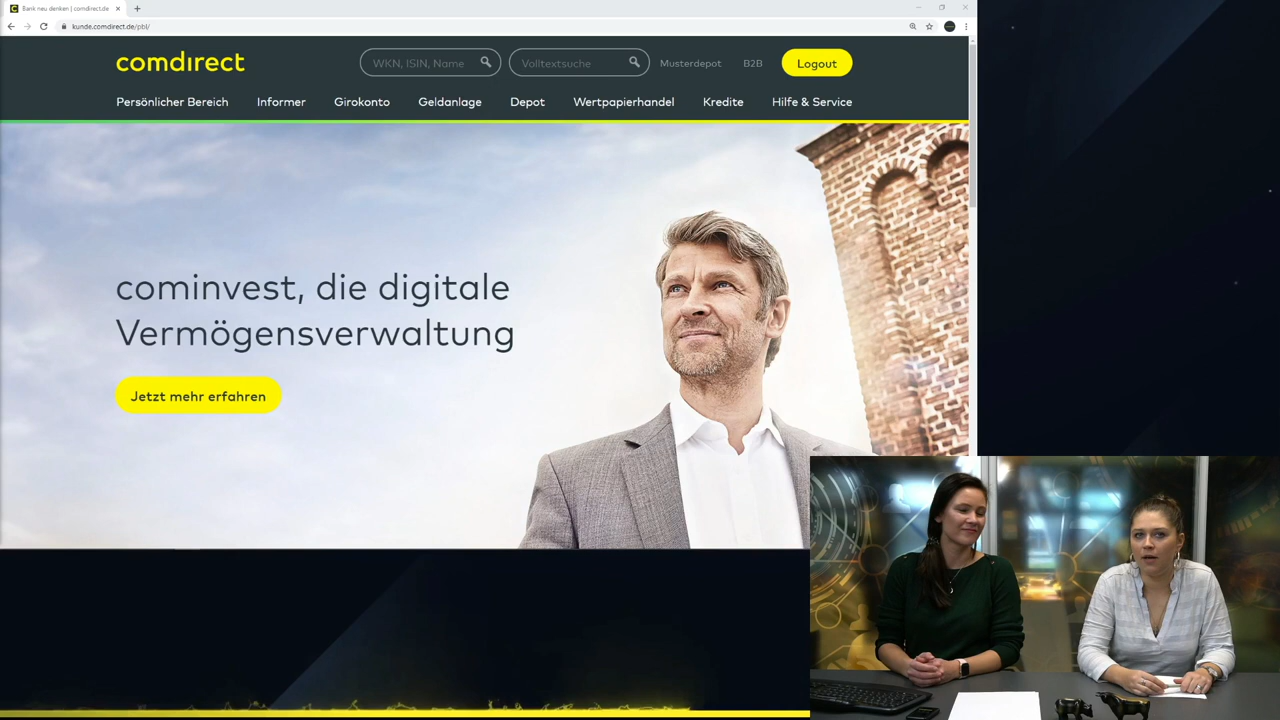 Bank neu denken | comdirect.de
kunde.comdirect.de/pbl/
comdirect
WKN, ISIN, Name
Volltextsuche
Musterdepot
B2B
Logout
Persönlicher Bereich
Informer
Girokonto
Geldanlage
Depot
Wertpapierhandel
Kredite
Hilfe & Service
cominvest, die digitale
Vermögensverwaltung
Jetzt mehr erfahren